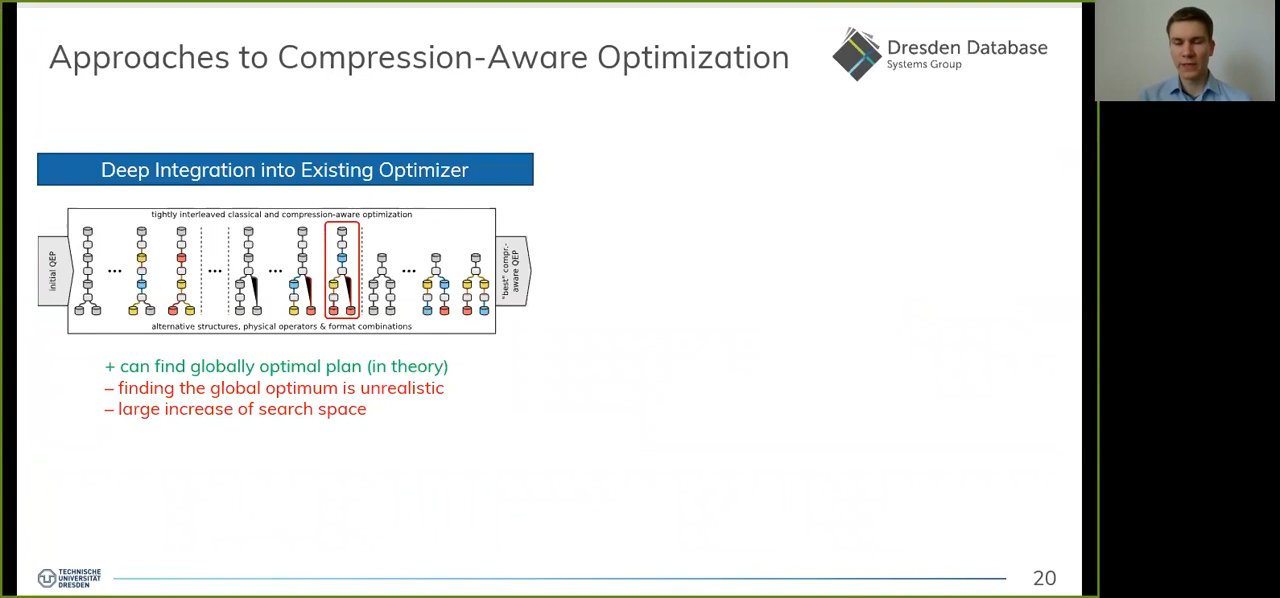 Approaches to Compression-Aware Optimization
Dresden Database
Systems Group
Deep Integration into Existing Optimizer
tightly interleaved classical and compression-aware optimization
initial QEP
...
...
...
...
"best" compr.-
aware QEP
alternative structures, physical operators & format combinations
+ can find globally optimal plan (in theory)
– finding the global optimum is unrealistic
– large increase of search space
TECHNISCHE
UNIVERSITÄT
DRESDEN
20